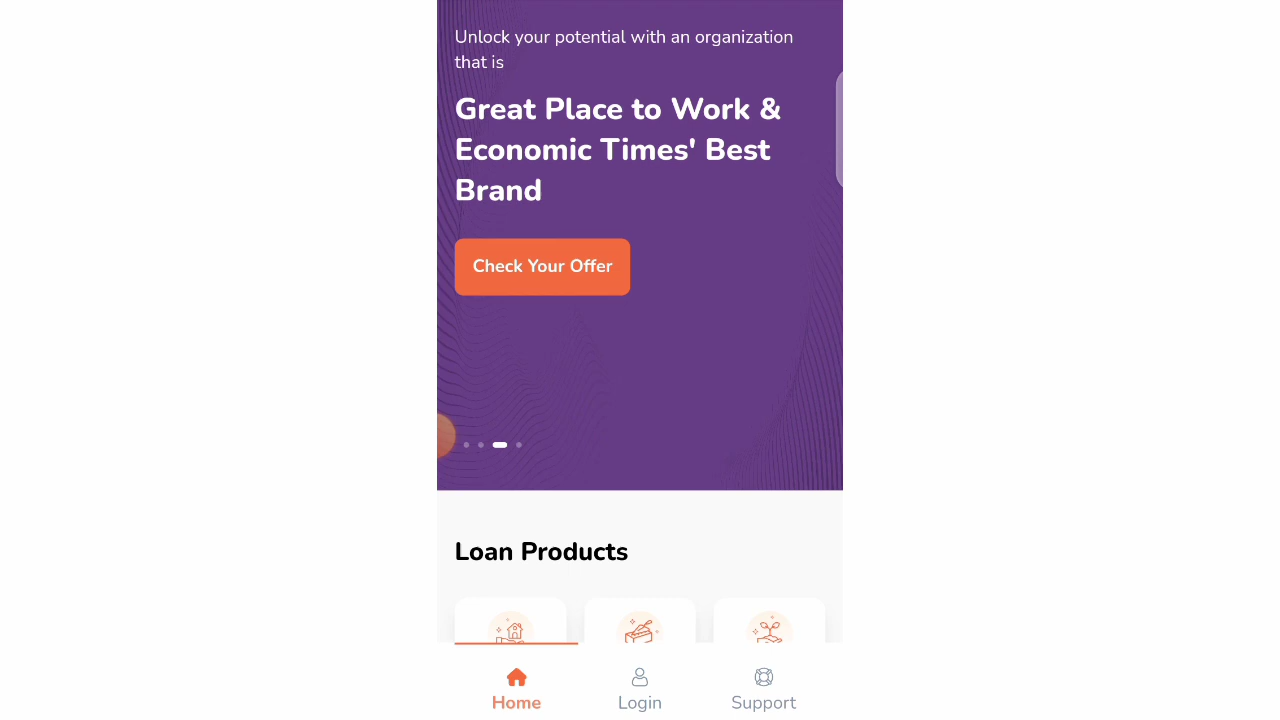 Unlock your potential with an organization
that is
Great Place to Work &
Economic Times' Best
Brand
Check Your Offer
Loan Products
Home
Login
Support